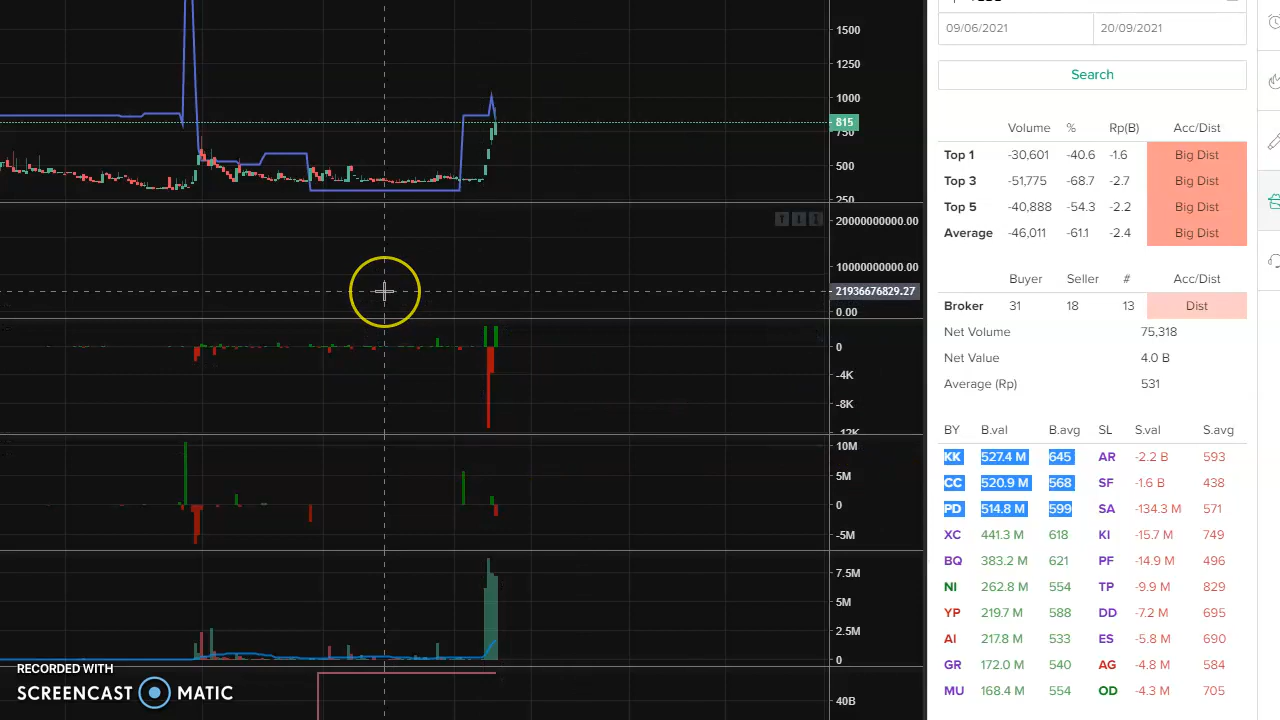 1500
1250
1000
815
750
500
250
20000000000.00
10000000000.00
21936676829.27
0.00
0
-4K
-8K
-12K
10M
5M
0
-5M
7.5M
5M
2.5M
0
40B
RECORDED WITH
SCREENCAST MATIC
09/06/2021 20/09/2021
Search
Volume % Rp(B) Acc/Dist
Top 1 -30,601 -40.6 -1.6 Big Dist
Top 3 -51,775 -68.7 -2.7 Big Dist
Top 5 -40,888 -54.3 -2.2 Big Dist
Average -46,011 -61.1 -2.4 Big Dist
Buyer Seller # Acc/Dist
Broker 31 18 13 Dist
Net Volume 75,318
Net Value 4.0 B
Average (Rp) 531
BY B.val B.avg SL S.val S.avg
KK 527.4 M 645 AR -2.2 B 593
CC 520.9 M 568 SF -1.6 B 438
PD 514.8 M 599 SA -134.3 M 571
XC 441.3 M 618 KI -15.7 M 749
BQ 383.2 M 621 PF -14.9 M 496
NI 262.8 M 554 TP -9.9 M 829
YP 219.7 M 588 DD -7.2 M 695
AI 217.8 M 533 ES -5.8 M 690
GR 172.0 M 540 AG -4.8 M 584
MU 168.4 M 554 OD -4.3 M 705